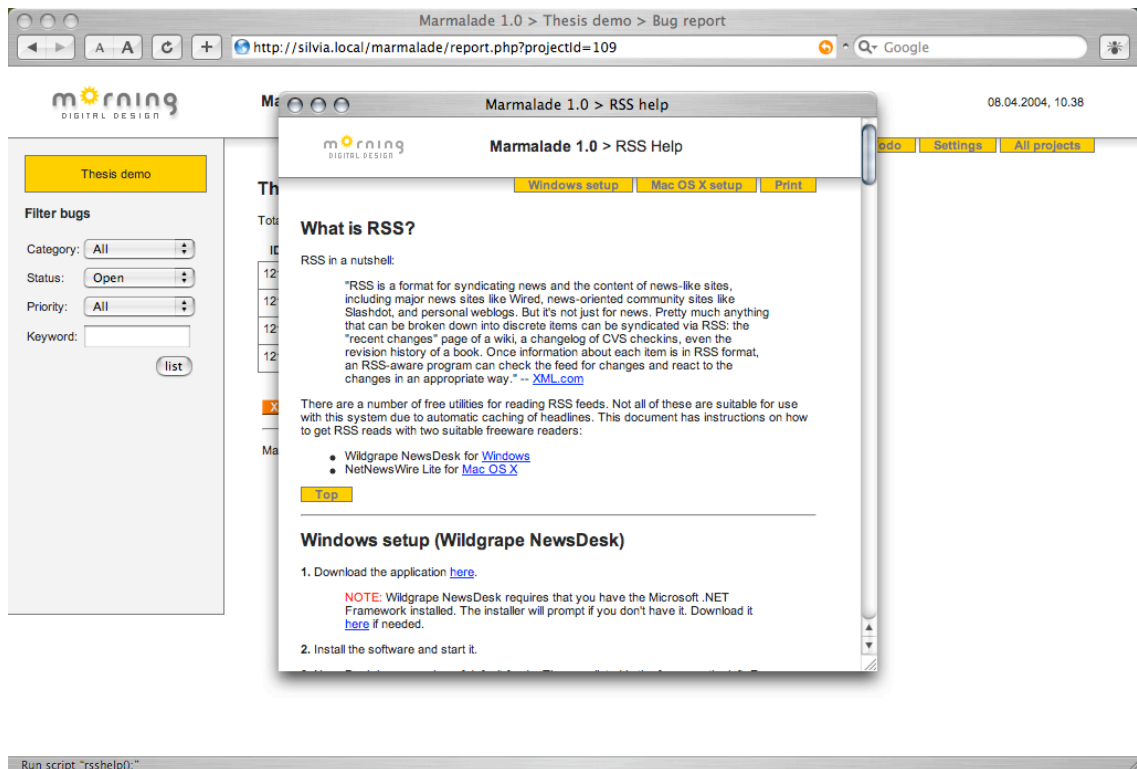 Marmalade 1.0 > Thesis demo > Bug report
A A
http://silvia.local/marmalade/report.php?projectId=109
Google
morning
DIGITAL DESIGN
08.04.2004, 10.38
Settings
All projects
Thesis demo
Filter bugs
Category: All
Status: Open
Priority: All
Keyword:
list
Marmalade 1.0 > RSS help
morning
DIGITAL DESIGN
Marmalade 1.0 > RSS Help
Windows setup
Mac OS X setup
Print
What is RSS?
RSS in a nutshell:
"RSS is a format for syndicating news and the content of news-like sites,
including major news sites like Wired, news-oriented community sites like
Slashdot, and personal weblogs. But it's not just for news. Pretty much anything
that can be broken down into discrete items can be syndicated via RSS: the
"recent changes" page of a wiki, a changelog of CVS checkins, even the
revision history of a book. Once information about each item is in RSS format,
an RSS-aware program can check the feed for changes and react to the
changes in an appropriate way." -- XML.com
There are a number of free utilities for reading RSS feeds. Not all of these are suitable for use
with this system due to automatic caching of headlines. This document has instructions on how
to get RSS reads with two suitable freeware readers:
Wildgrape NewsDesk for Windows
NetNewsWire Lite for Mac OS X
Top
Windows setup (Wildgrape NewsDesk)
1. Download the application here.
NOTE: Wildgrape NewsDesk requires that you have the Microsoft .NET
Framework installed. The installer will prompt if you don't have it. Download it
here if needed.
2. Install the software and start it.
Run script "rsshelp();"